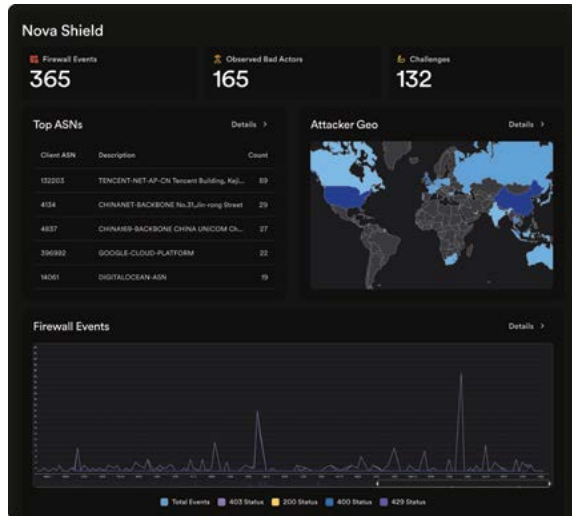 Nova Shield
Firewall Events
365
Observed Bad Actors
165
Challenges
132
Top ASNs
Details >
Client ASN Description Count
132203 TENCENT-NET-AP-CN Tencent Building, Keji... 89
4134 CHINANET-BACKBONE No.31,Jin-rong Street 29
4837 CHINA169-BACKBONE CHINA UNICOM Ch... 27
396982 GOOGLE-CLOUD-PLATFORM 22
14061 DIGITALOCEAN-ASN 19
Attacker Geo
Details >
Firewall Events
Details >
Total Events 403 Status 200 Status 400 Status 429 Status